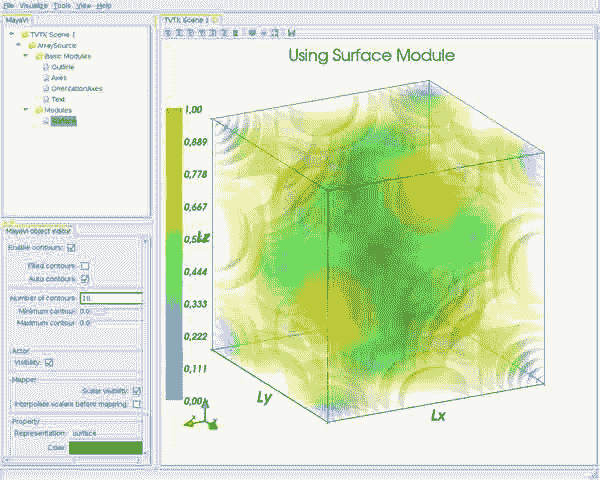 File Visualize Tools View Help
MayaVi
TVTK Scene 1
TVTK Scene 1
ArraySource
Basic Modules
Outline
Axes
OrientationAxes
Text
Modules
Surface
Using Surface Module
1,00
0,889
0,778
0,667
0,444
0,333
0,222
0,111
0,00
Lz
Ly
Lx
MayaVi object editor
Enable contours:
Filled contours:
Auto contours:
Number of contours: 10
Minimum contour: 0.0
Maximum contour: 0.0
Actor
Visibility:
Mapper
Scalar visibility:
Interpolate scalars before mapping:
Property
Representation: surface
Color: